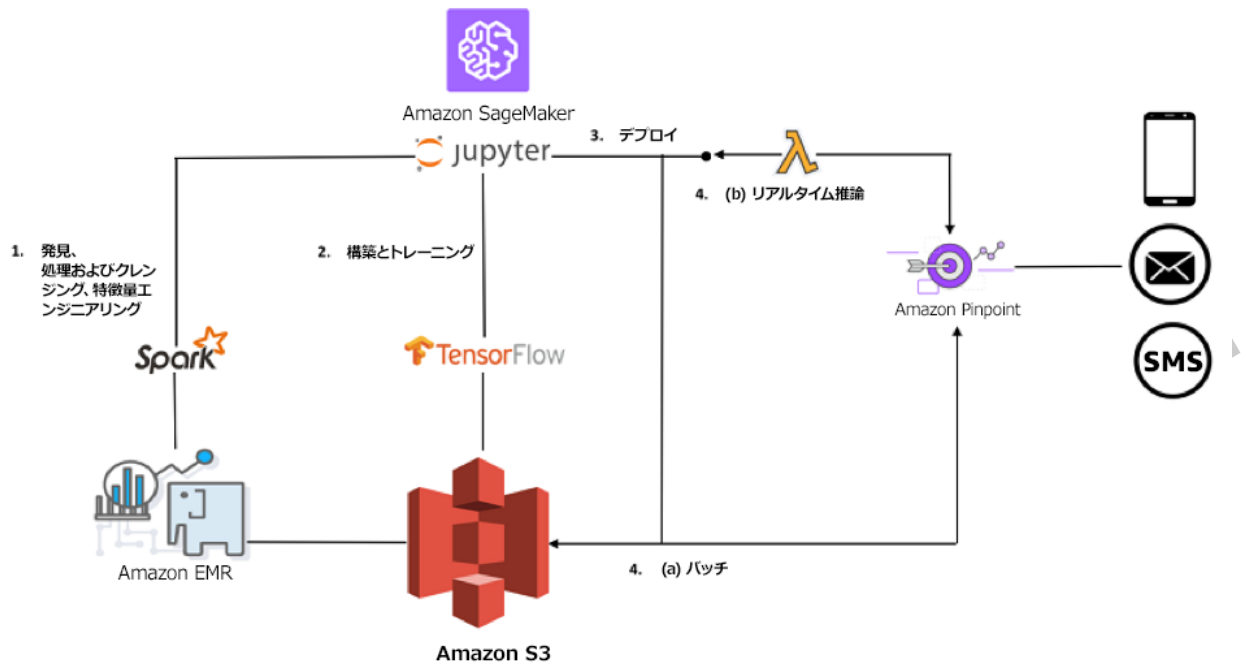 Amazon SageMaker
jupyter
3. デプロイ
4. (b) リアルタイム推論
1. 発見、
処理およびクレン
ジング、特徴量エ
ンジニアリング
2. 構築とトレーニング
Amazon Pinpoint
Spark
TensorFlow
SMS
Amazon EMR
4. (a) バッチ
Amazon S3